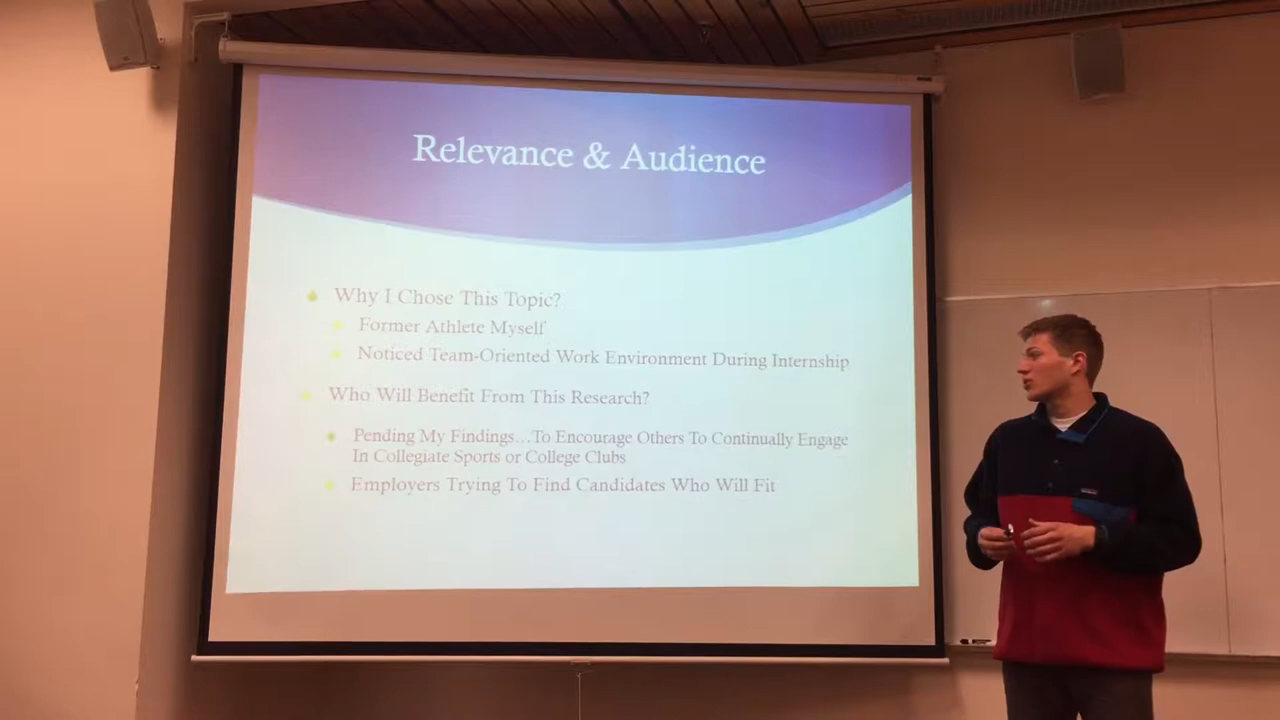 Relevance & Audience
Why I Chose This Topic?
Former Athlete Myself
Noticed Team-Oriented Work Environment During Internship
Who Will Benefit From This Research?
Pending My Findings…To Encourage Others To Continually Engage
In Collegiate Sports or College Clubs
Employers Trying To Find Candidates Who Will Fit